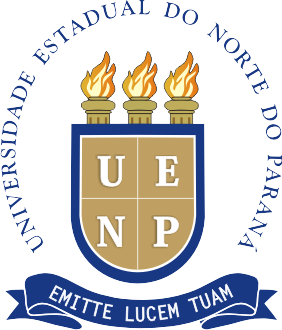 UNIVERSIDADE ESTADUAL DO NORTE DO PARANÁ
U E
N P
EMITTE LUCEM TUAM